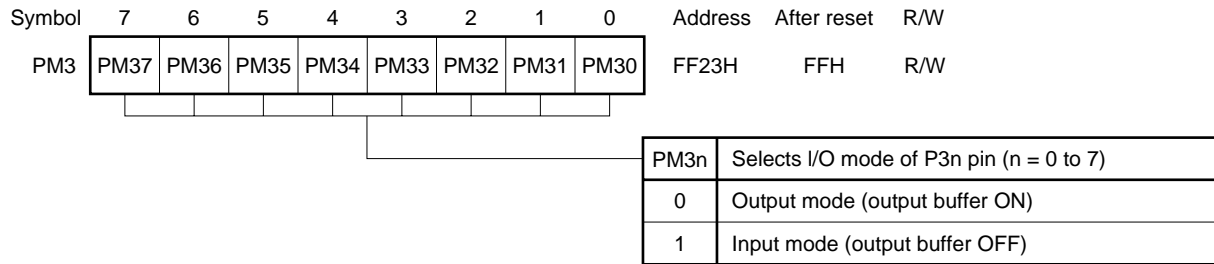 Symbol 7 6 5 4 3 2 1 0 Address After reset R/W
PM3 PM37 PM36 PM35 PM34 PM33 PM32 PM31 PM30 FF23H FFH R/W
PM3n Selects I/O mode of P3n pin (n = 0 to 7)
0 Output mode (output buffer ON)
1 Input mode (output buffer OFF)